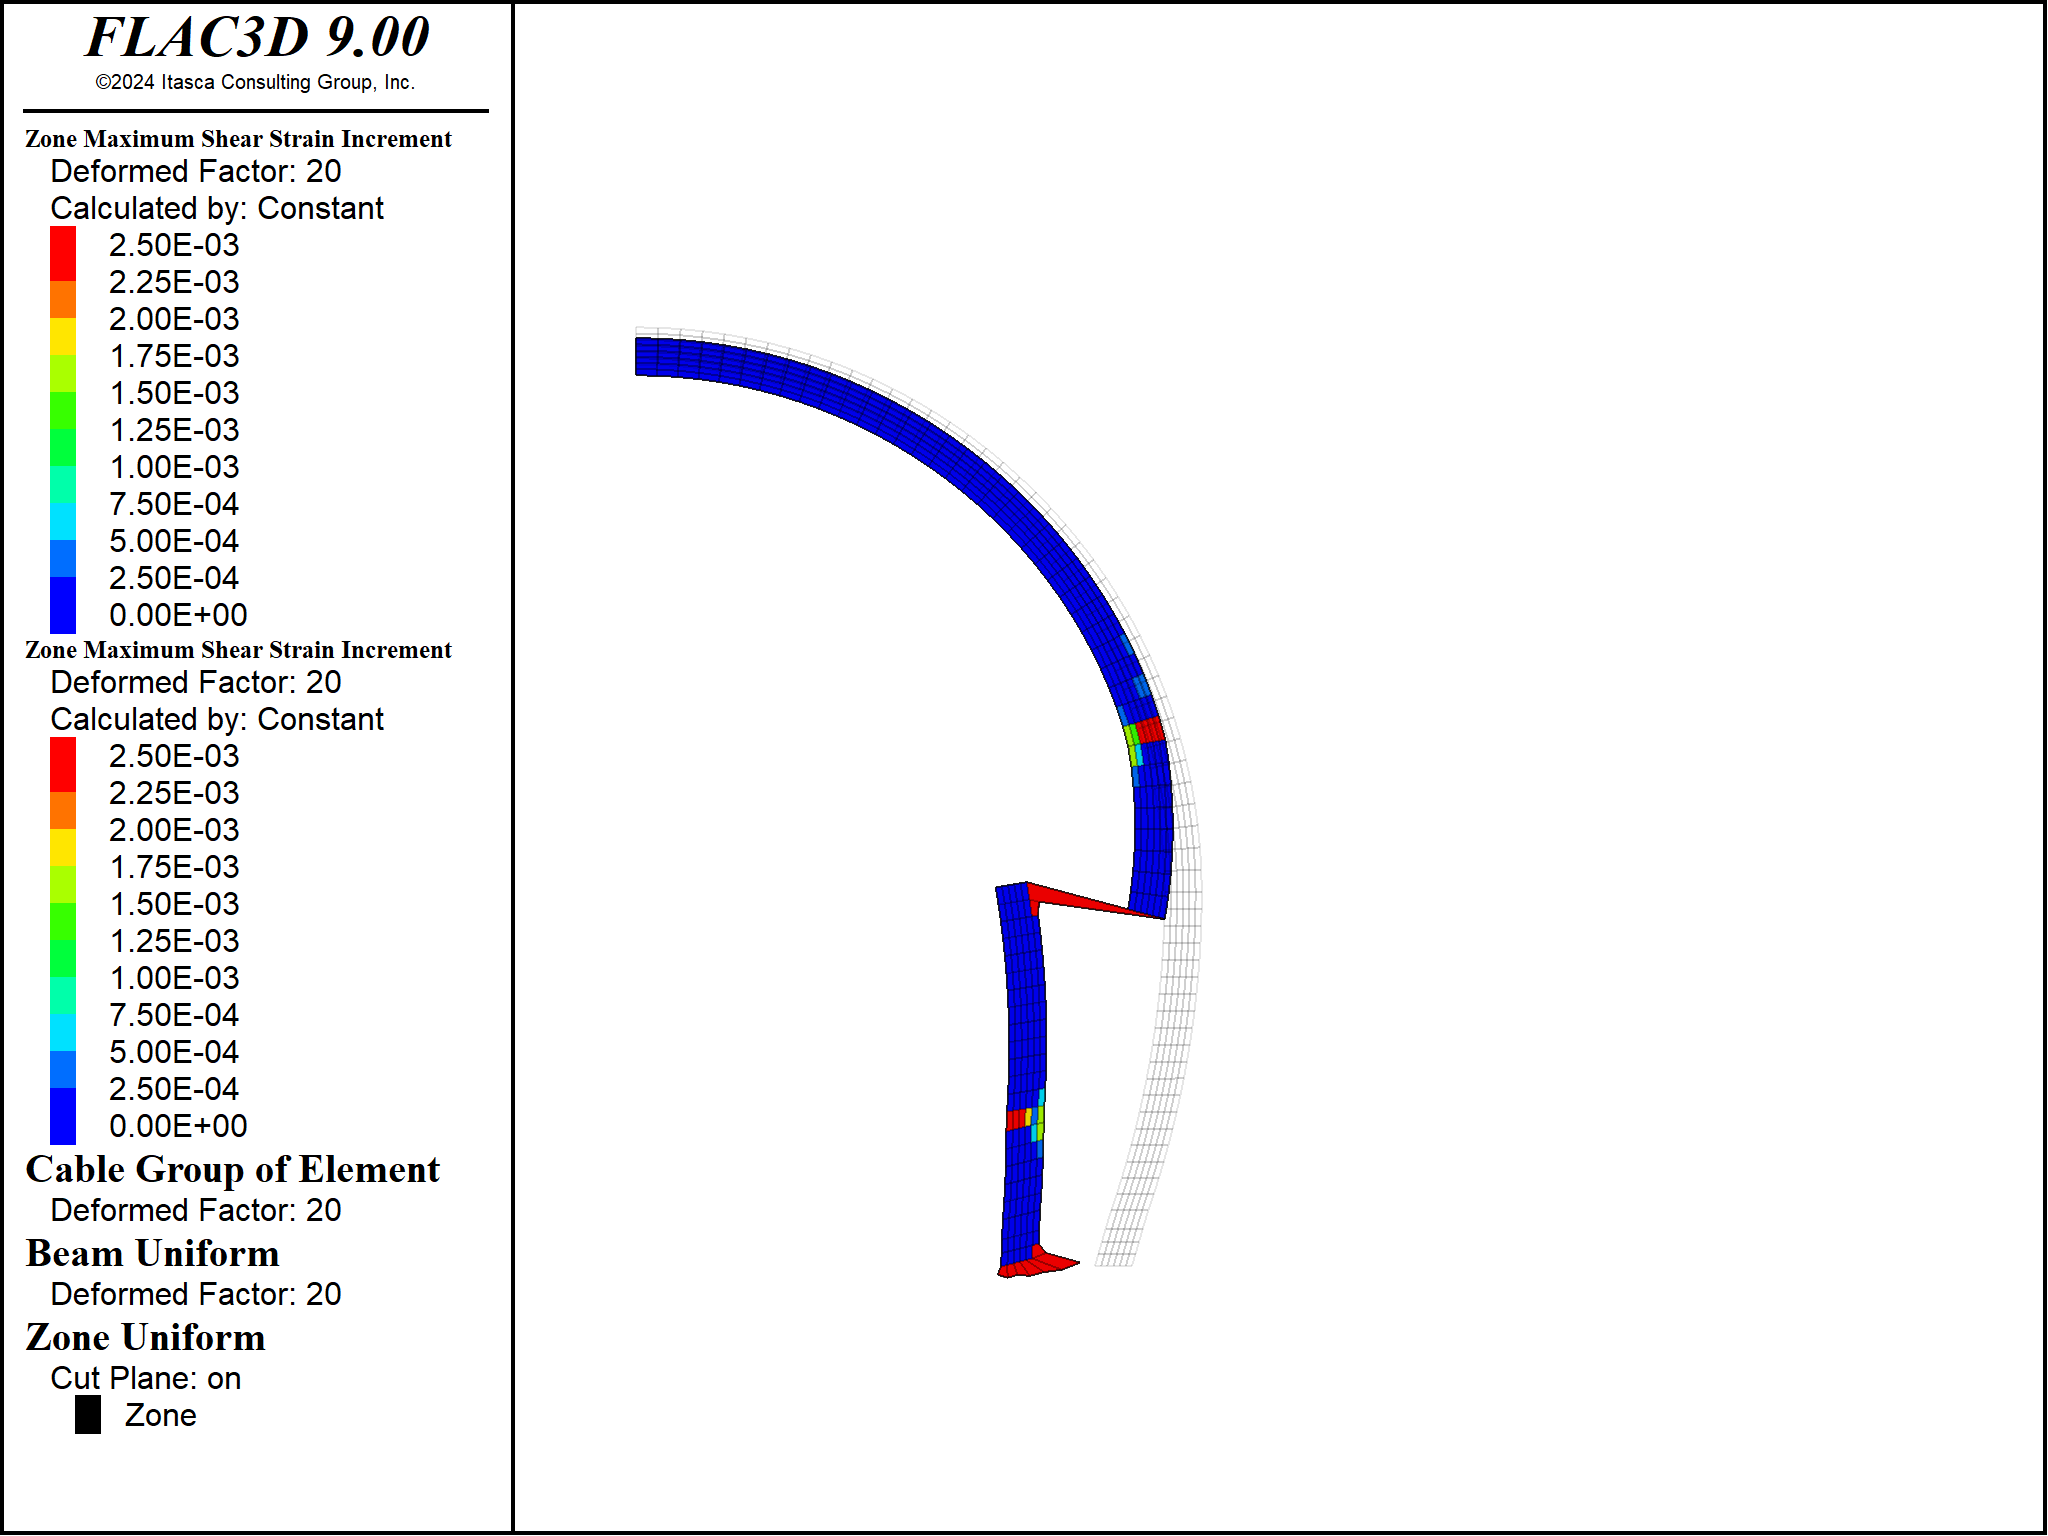 FLAC3D 9.00
©2024 Itasca Consulting Group, Inc.
Zone Maximum Shear Strain Increment
Deformed Factor: 20
Calculated by: Constant
2.50E-03
2.25E-03
2.00E-03
1.75E-03
1.50E-03
1.25E-03
1.00E-03
7.50E-04
5.00E-04
2.50E-04
0.00E+00
Zone Maximum Shear Strain Increment
Deformed Factor: 20
Calculated by: Constant
2.50E-03
2.25E-03
2.00E-03
1.75E-03
1.50E-03
1.25E-03
1.00E-03
7.50E-04
5.00E-04
2.50E-04
0.00E+00
Cable Group of Element
Deformed Factor: 20
Beam Uniform
Deformed Factor: 20
Zone Uniform
Cut Plane: on
Zone